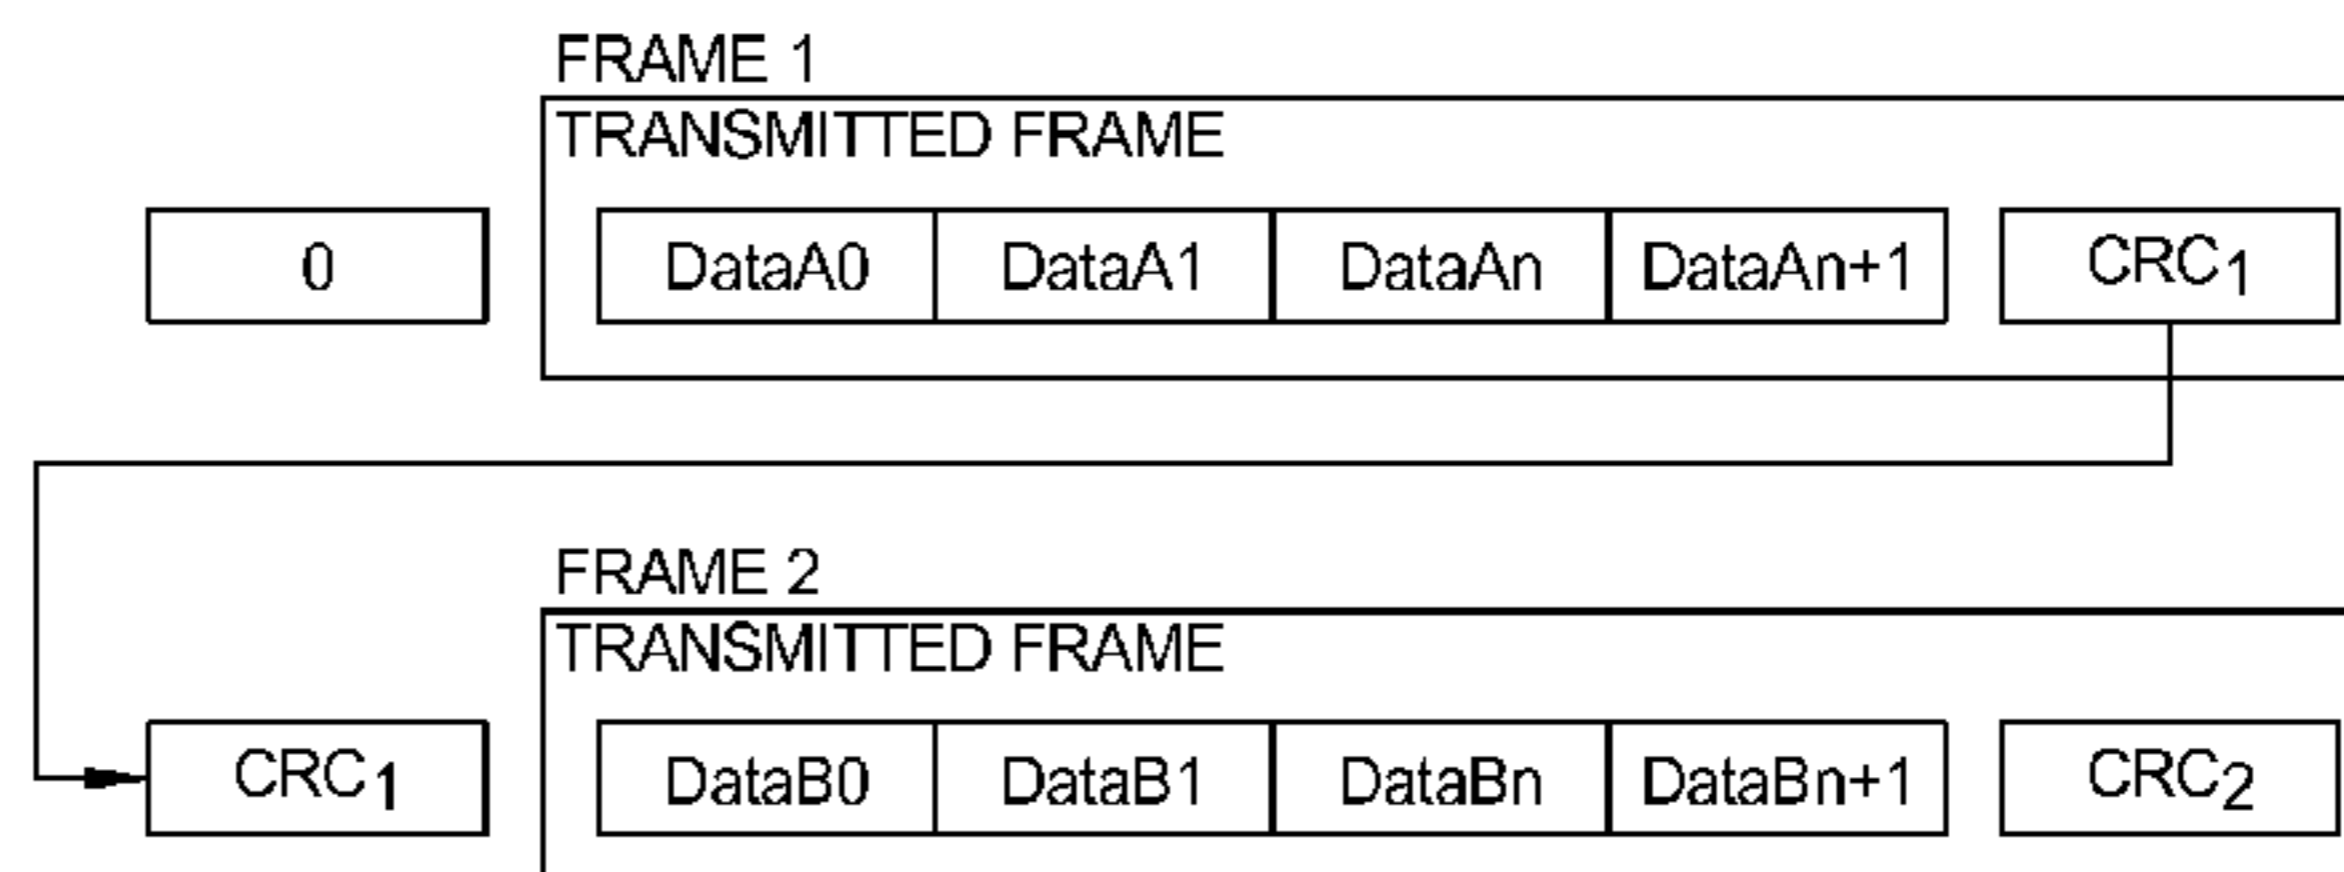 FRAME 1
TRANSMITTED FRAME
0 DataA0 DataA1 DataAn DataAn+1 CRC1
FRAME 2
TRANSMITTED FRAME
CRC1 DataB0 DataB1 DataBn DataBn+1 CRC2